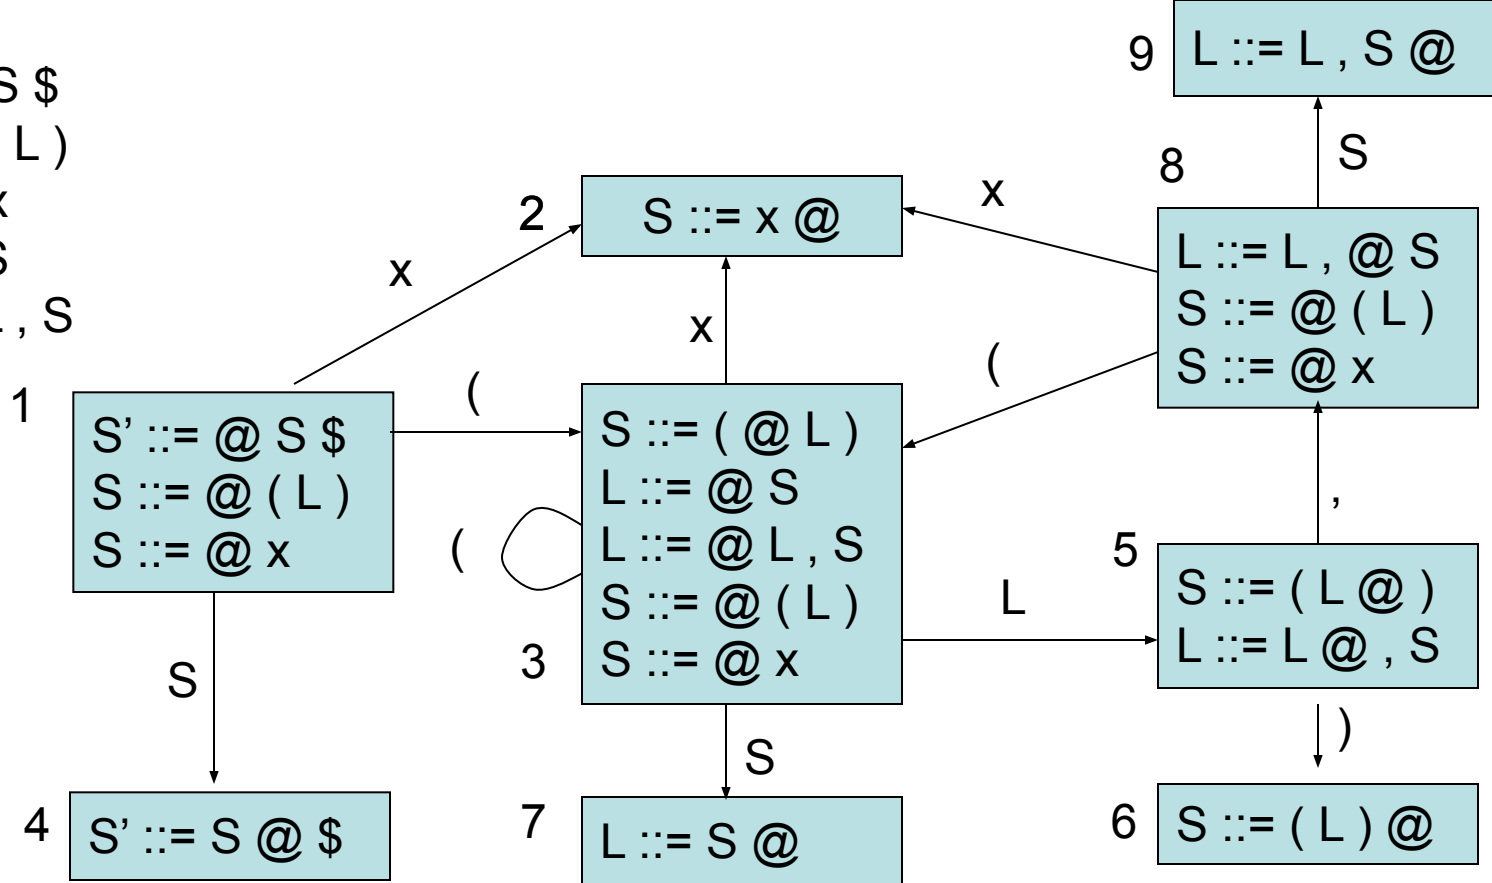 S $
L )
x
S
, S
9
L ::= L , S @
S
8
2
S ::= x @
x
x
x
L ::= L , @ S
S ::= @ ( L )
S ::= @ x
(
1
S’ ::= @ S $
S ::= @ ( L )
S ::= @ x
(
S ::= ( @ L )
L ::= @ S
L ::= @ L , S
S ::= @ ( L )
S ::= @ x
(
3
L
,
5
S ::= ( L @ )
L ::= L @ , S
S
S
)
4
S’ ::= S @ $
7
L ::= S @
6
S ::= ( L ) @